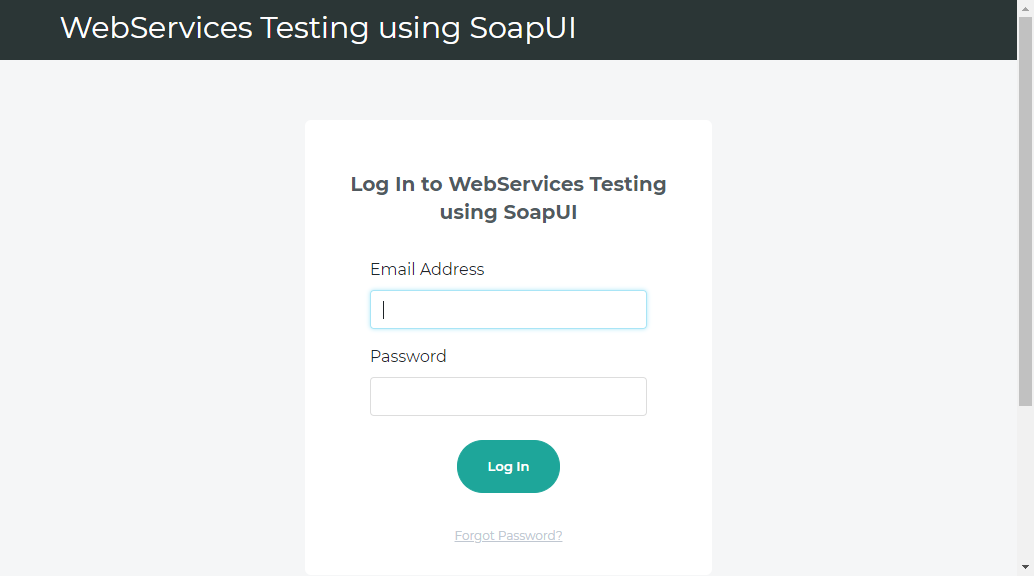 WebServices Testing using SoapUI
Log In to WebServices Testing
using SoapUI
Email Address
Password
Log In
Forgot Password?